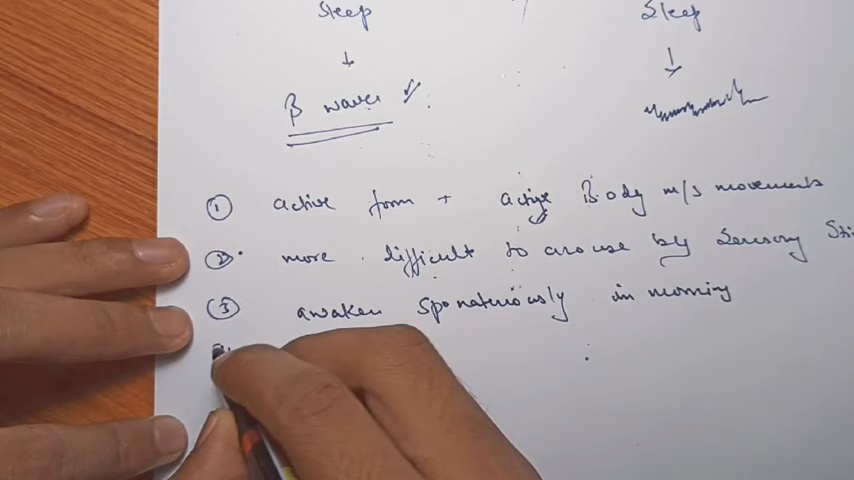 Sleep Sleep
↓ ↓
β waves ✓
① active form + active Body m/s movements
② more difficult to arouse by Sensory
③ awaken sponateriously in morning